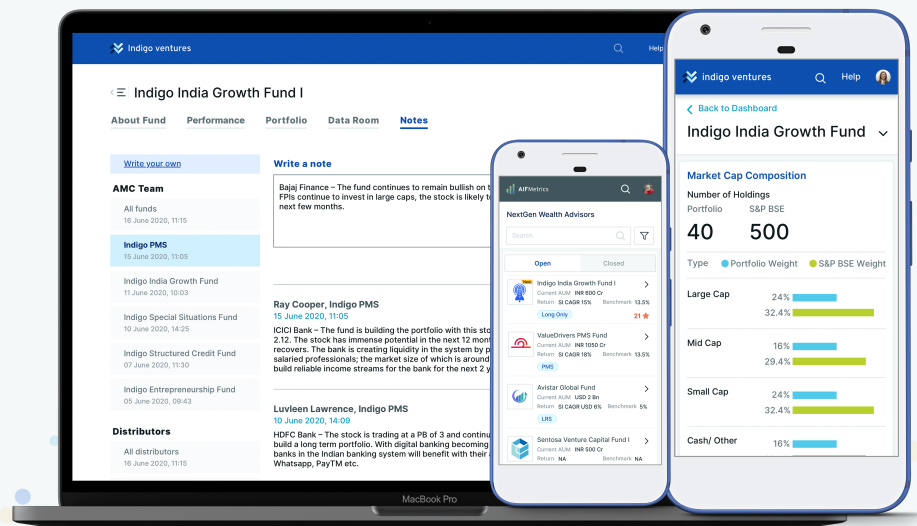 Indigo ventures
Help
Indigo India Growth Fund I
About Fund
Performance
Portfolio
Data Room
Notes
Write your own
AMC Team
All funds
16 June 2020, 11:15
Indigo PMS
15 June 2020, 11:05
Indigo India Growth Fund
11 June 2020, 10:03
Indigo Special Situations Fund
10 June 2020, 14:25
Indigo Structured Credit Fund
07 June 2020, 11:30
Indigo Entrepreneurship Fund
05 June 2020, 09:43
Distributors
All distributors
16 June 2020, 11:15
Write a note
Bajaj Finance – The fund continues to remain bullish on t
FPIs continue to invest in large caps, the stock is likely to
next few months.
Ray Cooper, Indigo PMS
15 June 2020, 11:05
ICICI Bank – The fund is building the portfolio with this sto
2.12. The stock has immense potential in the next 12 mont
recovers. The bank is creating liquidity in the system by p
salaried professionals; the market size of which is around
build reliable income streams for the bank for the next 2 y
Luvleen Lawrence, Indigo PMS
10 June 2020, 14:09
HDFC Bank – The stock is trading at a PB of 3 and continu
build a long term portfolio. With digital banking becoming
banks in the Indian banking system will benefit with their
Whatsapp, PayTM etc.
MacBook Pro
AIFMetrics
NextGen Wealth Advisors
Search
Open
Closed
Indigo India Growth Fund I
Current AUM INR 600 Cr
Return SI CAGR 15% Benchmark 13.5%
Long Only
21
ValueDrivers PMS Fund
Current AUM INR 1050 Cr
Return SI CAGR 18% Benchmark 13.5%
PMS
Avistar Global Fund
Current AUM USD 2 Bn
Return SI CAGR USD 6% Benchmark 5%
LRS
Sentosa Venture Capital Fund I
Current AUM INR 500 Cr
Return NA Benchmark NA
indigo ventures
Help
Back to Dashboard
Indigo India Growth Fund
Market Cap Composition
Number of Holdings
Portfolio
S&P BSE
40
500
Type
Portfolio Weight
S&P BSE Weight
Large Cap
24%
32.4%
Mid Cap
16%
29.4%
Small Cap
24%
32.4%
Cash/ Other
16%